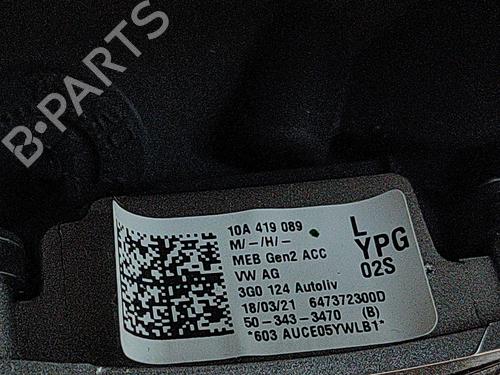 B-PARTS
10A 419 089
L
M/-/H/-
YPG
MEB Gen2 ACC
02S
VW AG
3G0 124 Autoliv
18/03/21 647372300D
50-343-3470 (B)
*603 AUCE05YWLB1*